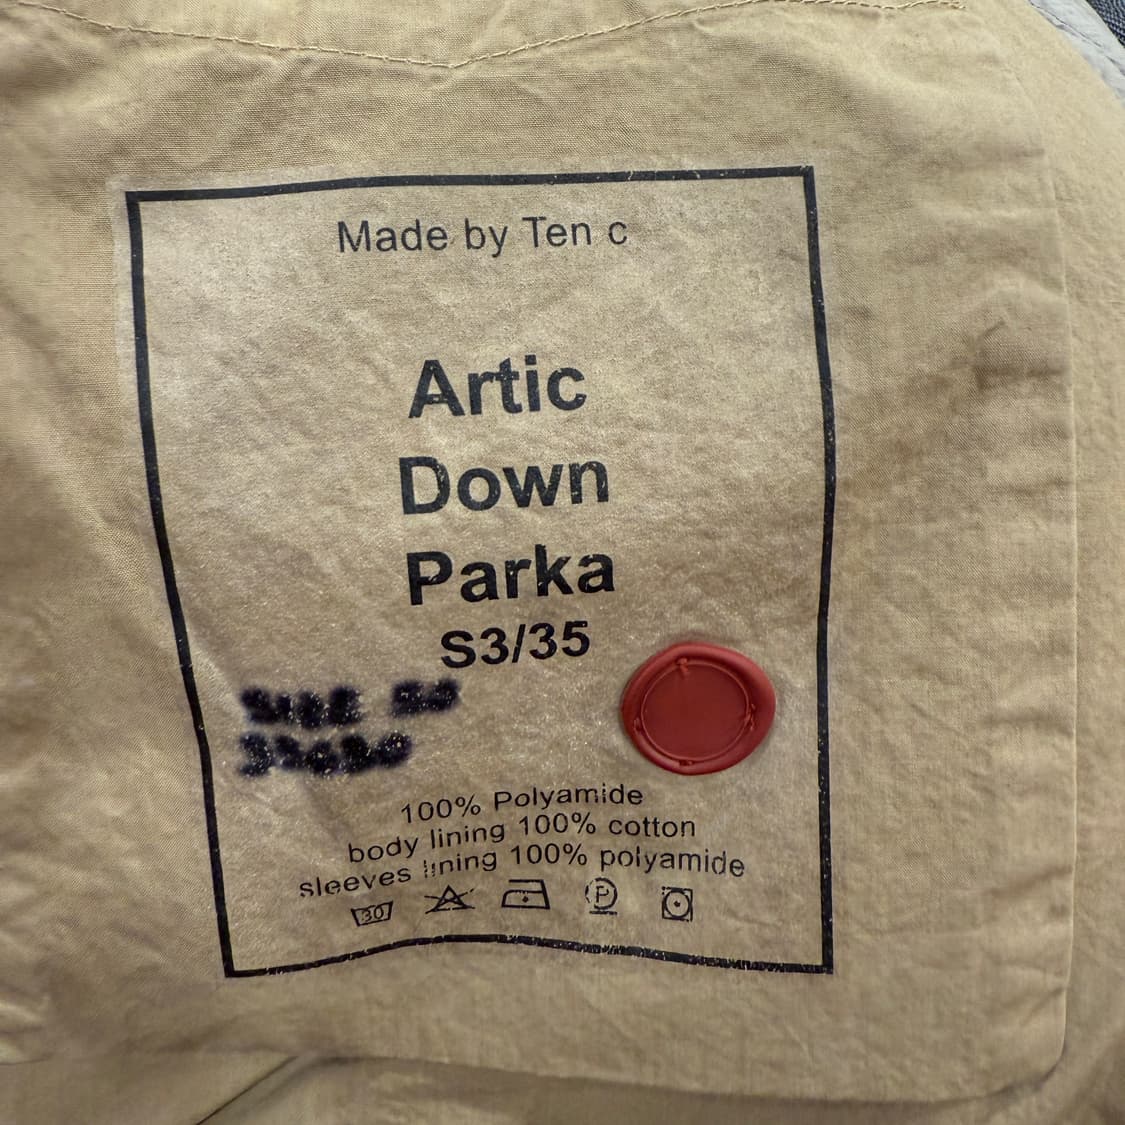 Made by Ten c
Artic
Down
Parka
S3/35
SIZE
100% Polyamide
body lining 100% cotton
sleeves lining 100% polyamide
30
P